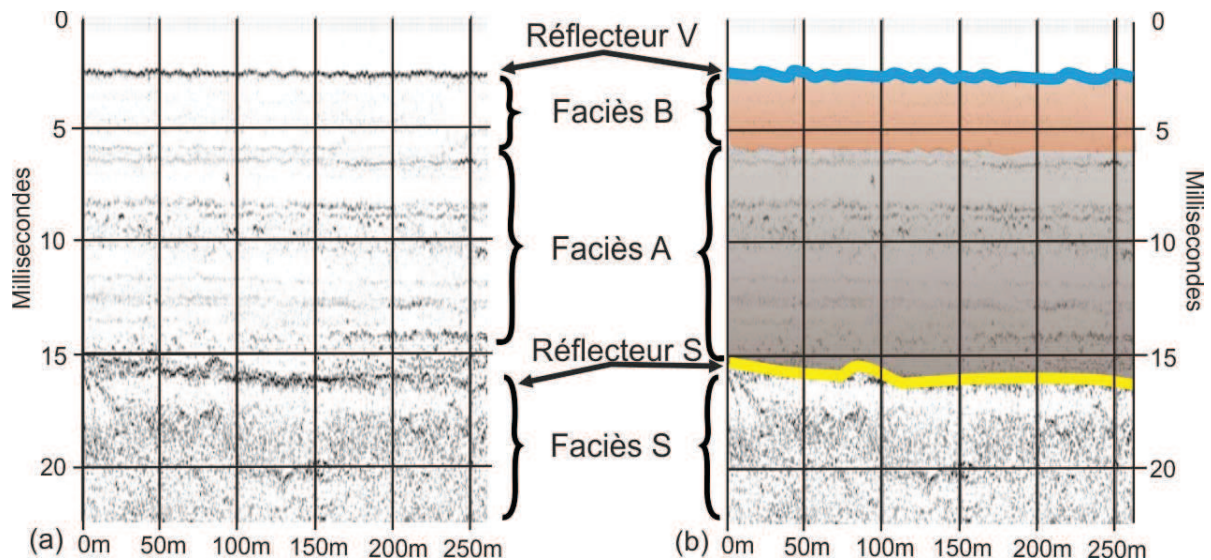 0
0
Réflecteur V
Faciès B
5
5
Millisecondes
Millisecondes
Faciès A
10
10
Réflecteur S
15
15
Faciès S
20
20
(a)
(b)
0m 50m 100m 150m 200m 250m
0m 50m 100m 150m 200m 250m